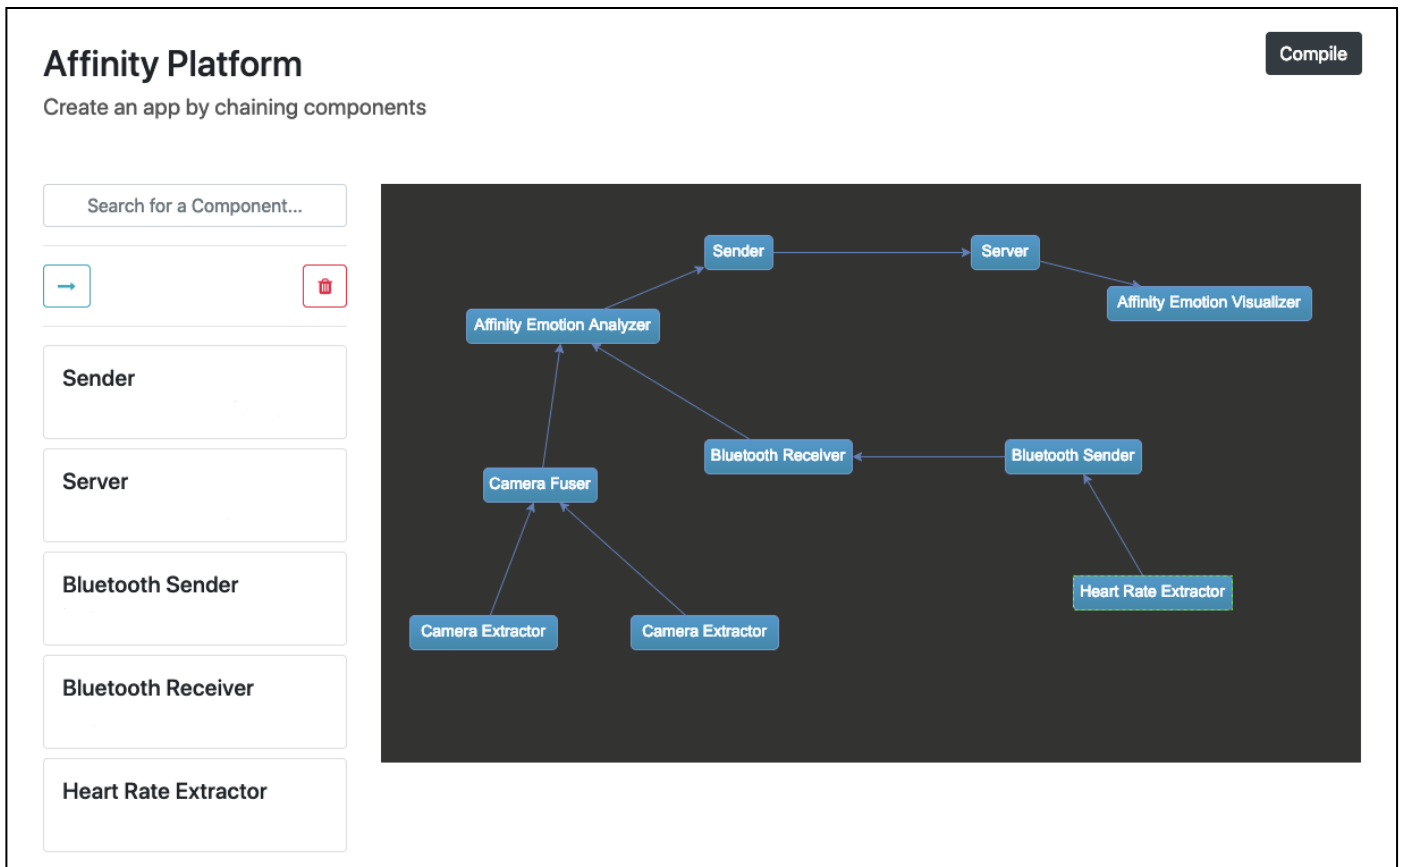 Affinity Platform
Compile
Create an app by chaining components
Search for a Component...
Sender
Server
Bluetooth Sender
Bluetooth Receiver
Heart Rate Extractor
Sender
Server
Affinity Emotion Visualizer
Affinity Emotion Analyzer
Bluetooth Receiver
Bluetooth Sender
Camera Fuser
Heart Rate Extractor
Camera Extractor
Camera Extractor